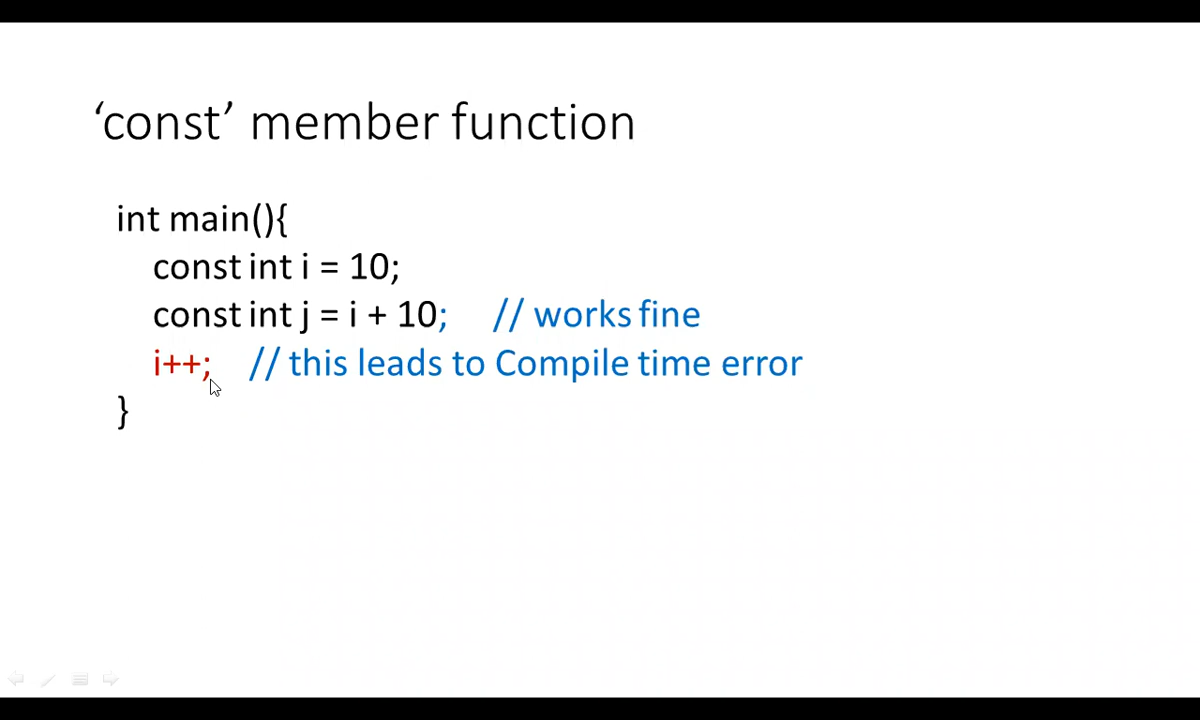 ‘const’ member function
int main(){
const int i = 10;
const int j = i + 10; // works fine
i++; // this leads to Compile time error
}